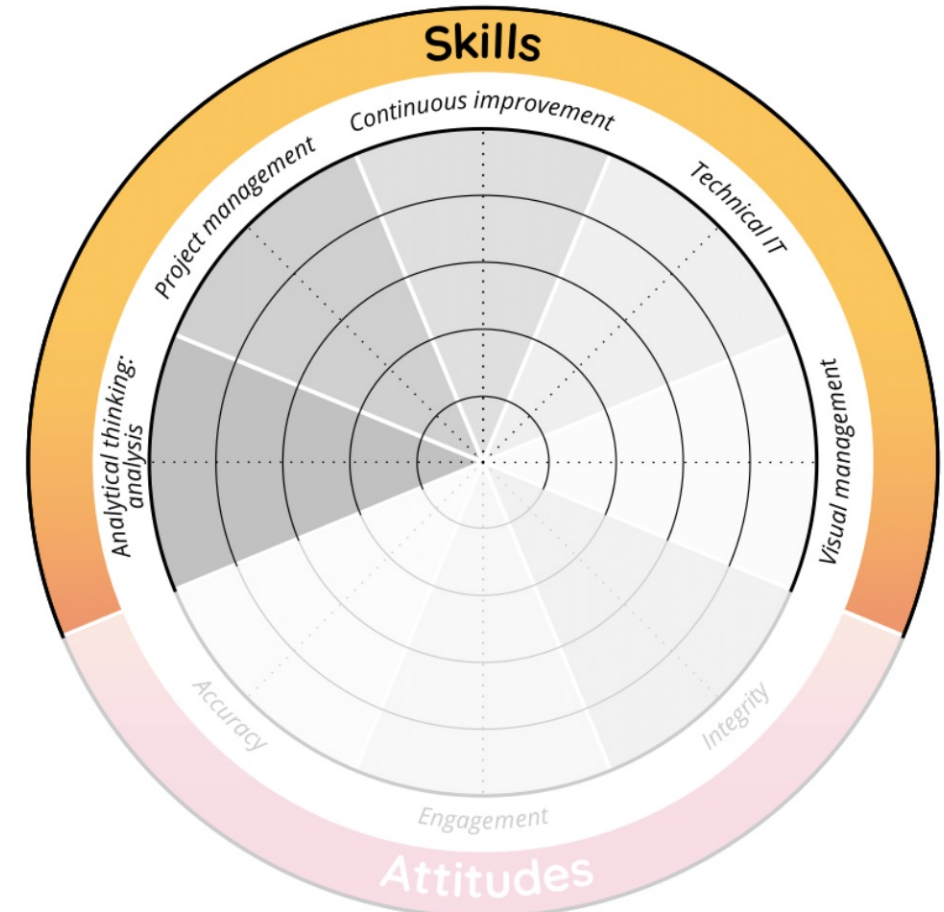 Skills
Continuous improvement
Project management
Technical IT
Analytical thinking:
analysis
Visual management
Accuracy
Integrity
Engagement
Attitudes